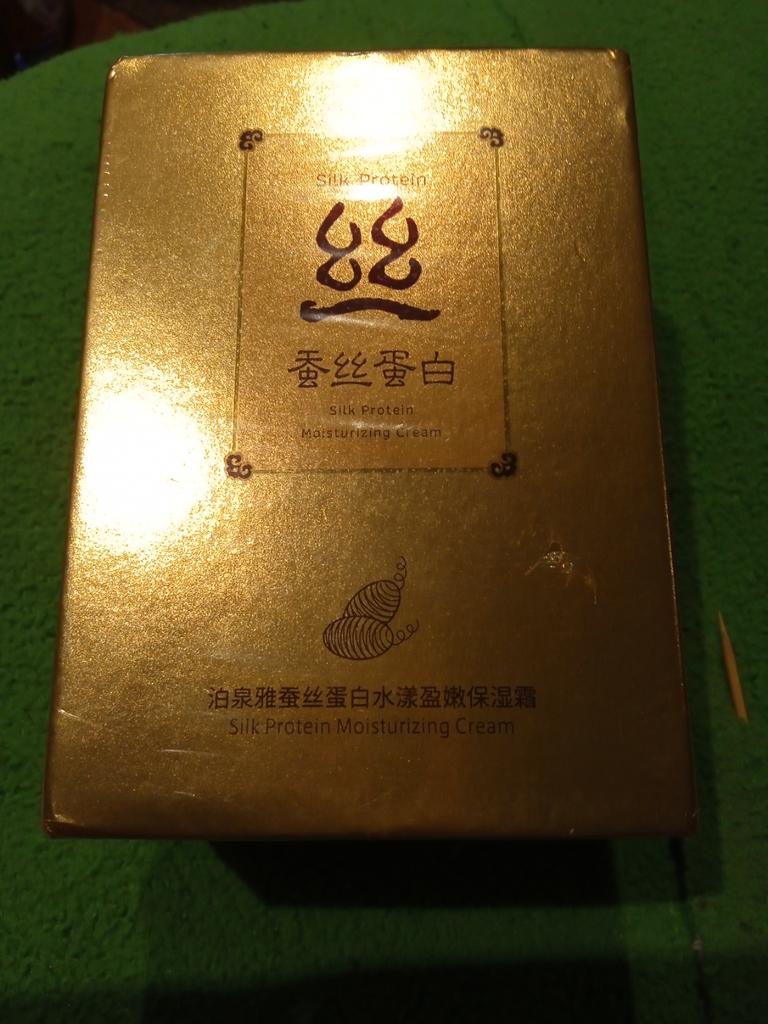 Silk Protein
丝
蚕丝蛋白
Silk Protein
Moisturizing Cream
泊泉雅蚕丝蛋白水漾盈嫩保湿霜
Silk Protein Moisturizing Cream